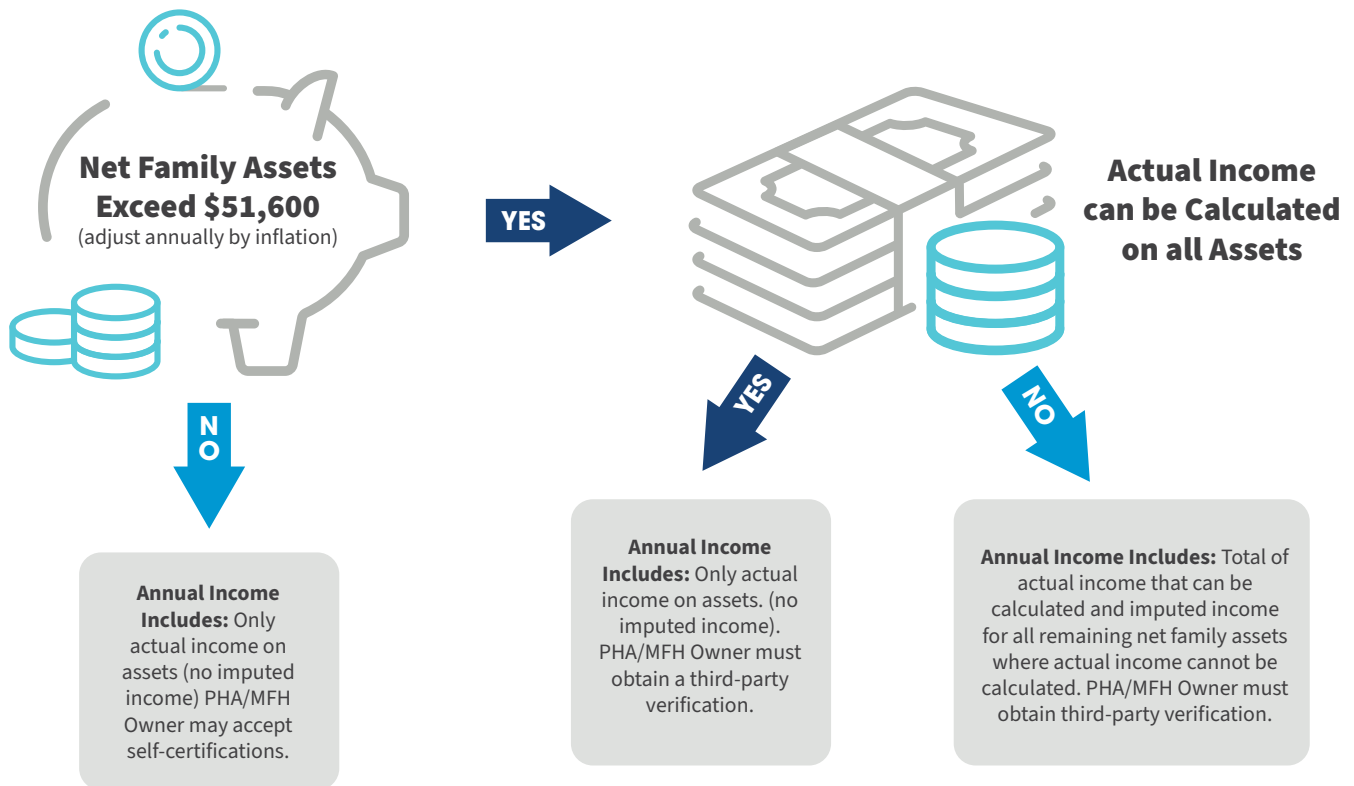 Net Family Assets
Exceed $51,600
(adjust annually by inflation)
YES
Actual Income
can be Calculated
on all Assets
N
O
YES
NO
Annual Income
Includes: Only
actual income on
assets (no imputed
income) PHA/MFH
Owner may accept
self-certifications.
Annual Income
Includes: Only actual
income on assets. (no
imputed income).
PHA/MFH Owner must
obtain a third-party
verification.
Annual Income Includes: Total of
actual income that can be
calculated and imputed income
for all remaining net family assets
where actual income cannot be
calculated. PHA/MFH Owner must
obtain third-party verification.